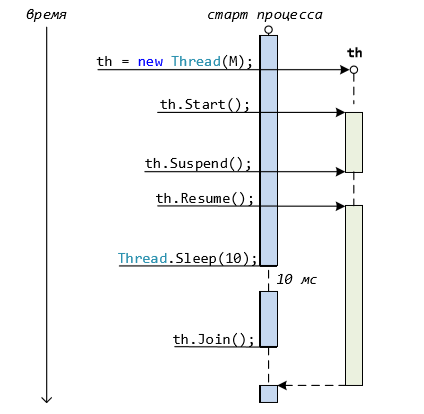 время
старт процесса
th
th = new Thread(M);
th.Start();
th.Suspend();
th.Resume();
Thread.Sleep(10);
10 мс
th.Join();